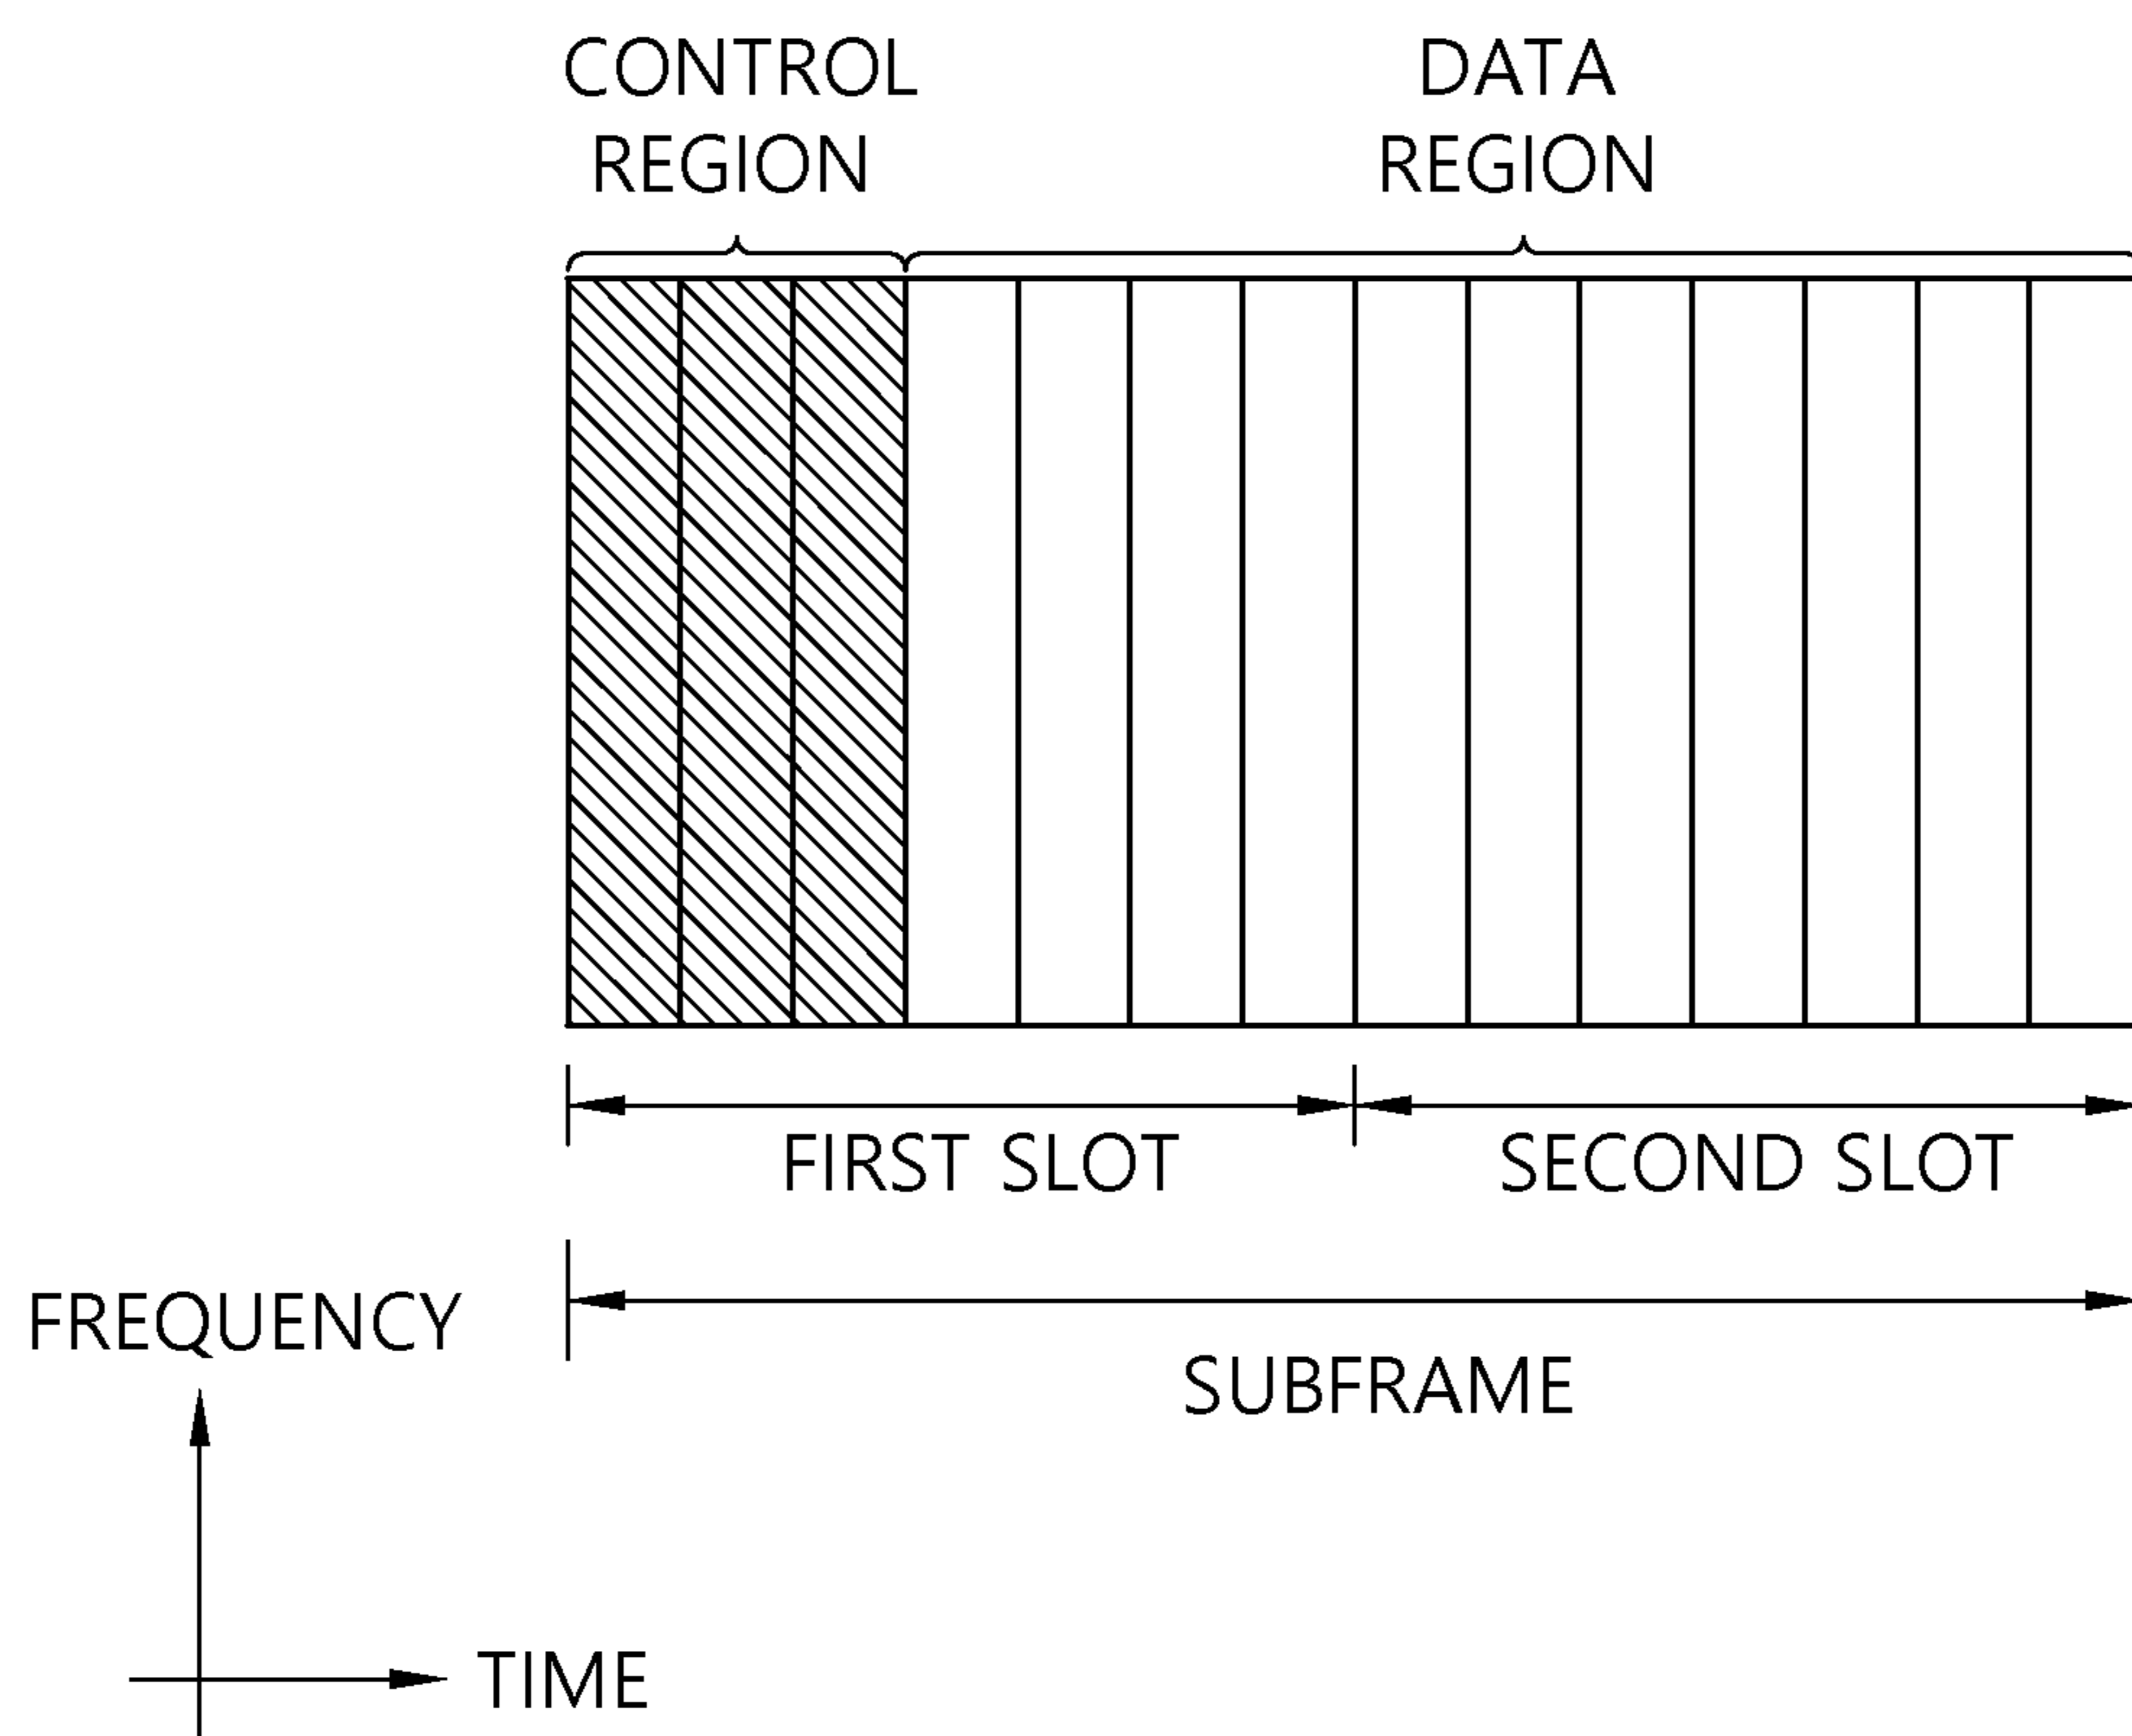 CONTROL
REGION
DATA
REGION
FIRST SLOT
SECOND SLOT
SUBFRAME
FREQUENCY
TIME